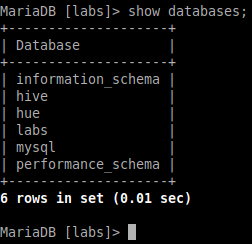 MariaDB [labs]> show databases;
+--------------------+
| Database           |
+--------------------+
| information_schema |
| hive               |
| hue                |
| labs               |
| mysql              |
| performance_schema |
+--------------------+
6 rows in set (0.01 sec)

MariaDB [labs]>